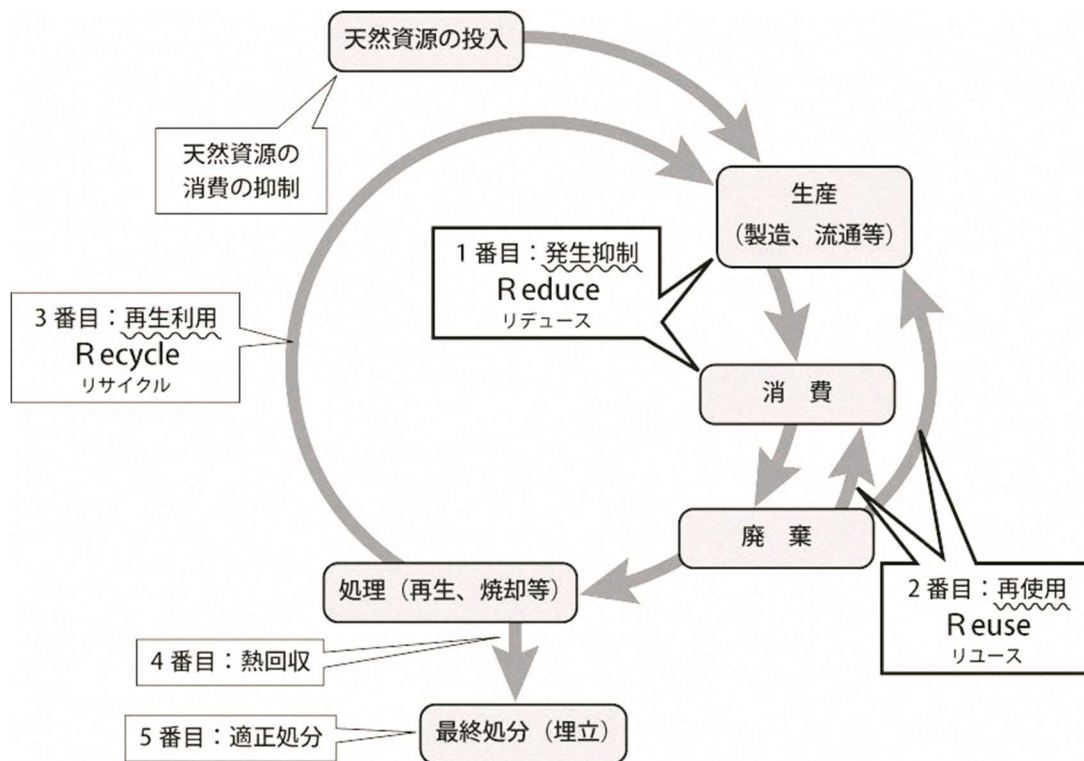 天然資源の投入
天然資源の
消費の抑制
生産
(製造、流通等)
1番目:発生抑制
Reduce
リデュース
3番目:再生利用
Recycle
リサイクル
消 費
廃 棄
2番目:再使用
Reuse
リユース
処理(再生、焼却等)
4番目:熱回収
5番目:適正処分
最終処分(埋立)